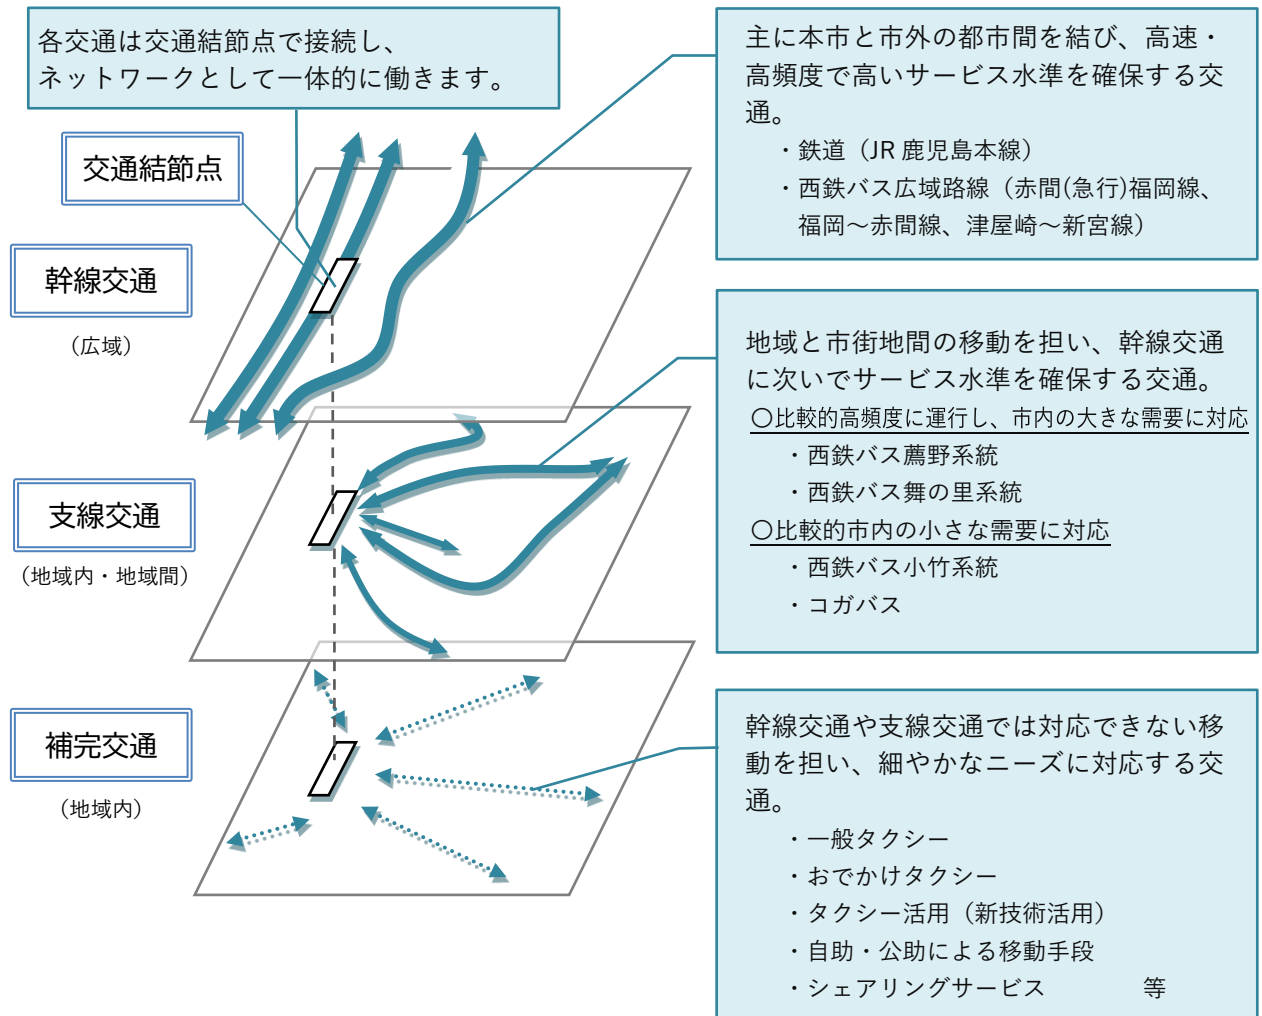 各交通は交通結節点で接続し、
ネットワークとして一体的に働きます。
交通結節点
幹線交通
（広域）
主に本市と市外の都市間を結び、高速・
高頻度で高いサービス水準を確保する交
通。
・鉄道（JR 鹿児島本線）
・西鉄バス広域路線（赤間(急行)福岡線、
福岡～赤間線、津屋崎～新宮線）
支線交通
（地域内・地域間）
地域と市街地間の移動を担い、幹線交通
に次いでサービス水準を確保する交通。
〇比較的高頻度に運行し、市内の大きな需要に対応
・西鉄バス薦野系統
・西鉄バス舞の里系統
〇比較的市内の小さな需要に対応
・西鉄バス小竹系統
・コガバス
補完交通
（地域内）
幹線交通や支線交通では対応できない移
動を担い、細やかなニーズに対応する交
通。
・一般タクシー
・おでかけタクシー
・タクシー活用（新技術活用）
・自助・公助による移動手段
・シェアリングサービス　　　　等